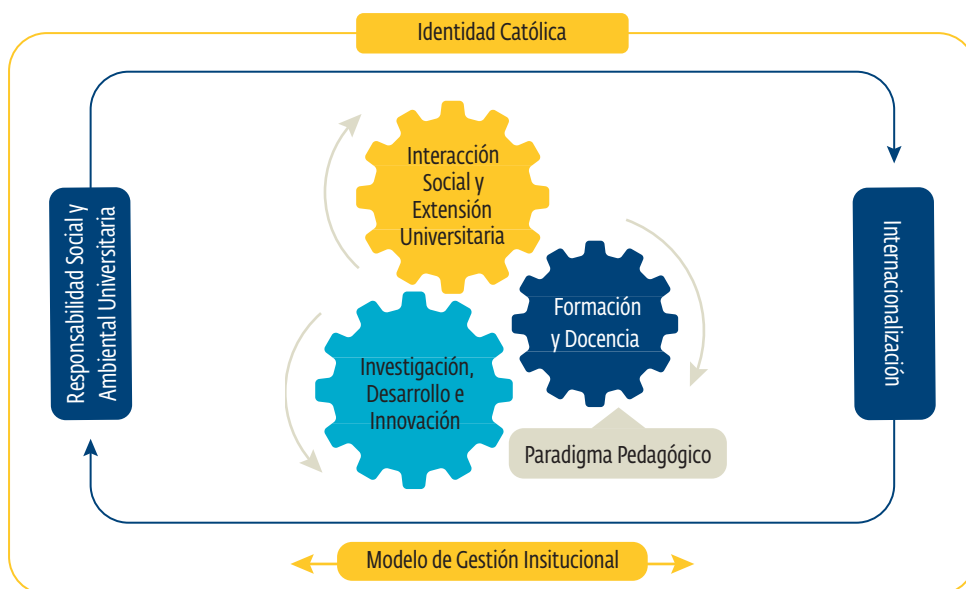 Identidad Católica
Interacción
Social y
Extensión
Universitaria
Responsabilidad Social y
Ambiental Universitaria
Internacionalización
Formación
y Docencia
Investigación,
Desarrollo e
Innovación
Paradigma Pedagógico
Modelo de Gestión Insitucional